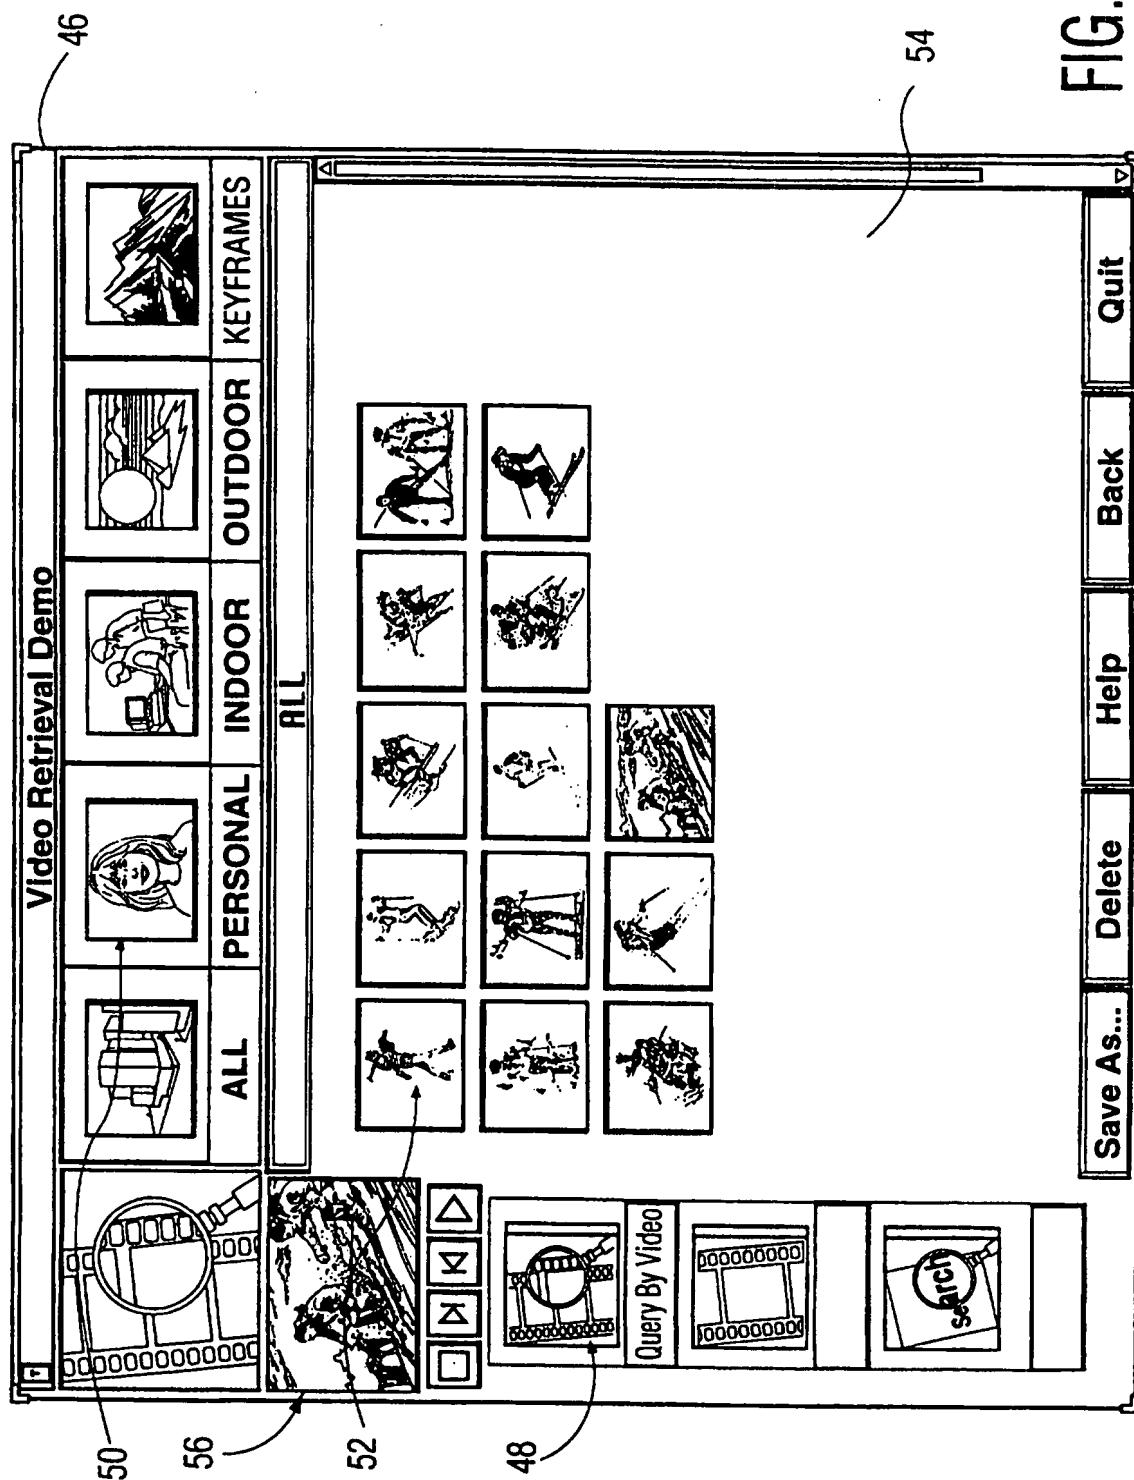 46
Video Retrieval Demo
ALL
PERSONAL
INDOOR
OUTDOOR
KEYFRAMES
ALL
50
56
52
48
54
Query By Video
search
Save As...
Delete
Help
Back
Quit
FIG.